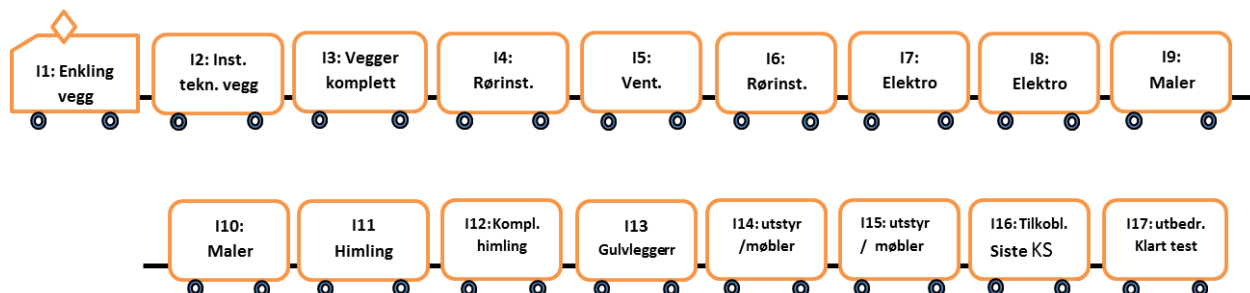 I1: Enkling
vegg
I2: Inst.
tekn. vegg
I3: Vegger
komplett
I4:
Rørinst.
I5:
Vent.
I6:
Rørinst.
I7:
Elektro
I8:
Elektro
I9:
Maler
I10:
Maler
I11
Himling
I12:Kompl.
himling
I13
Gulvleggerr
I14: utstyr
/møbler
I15: utstyr
/ møbler
I16:Tilkobl.
Siste KS
I17: utbedr.
Klart test